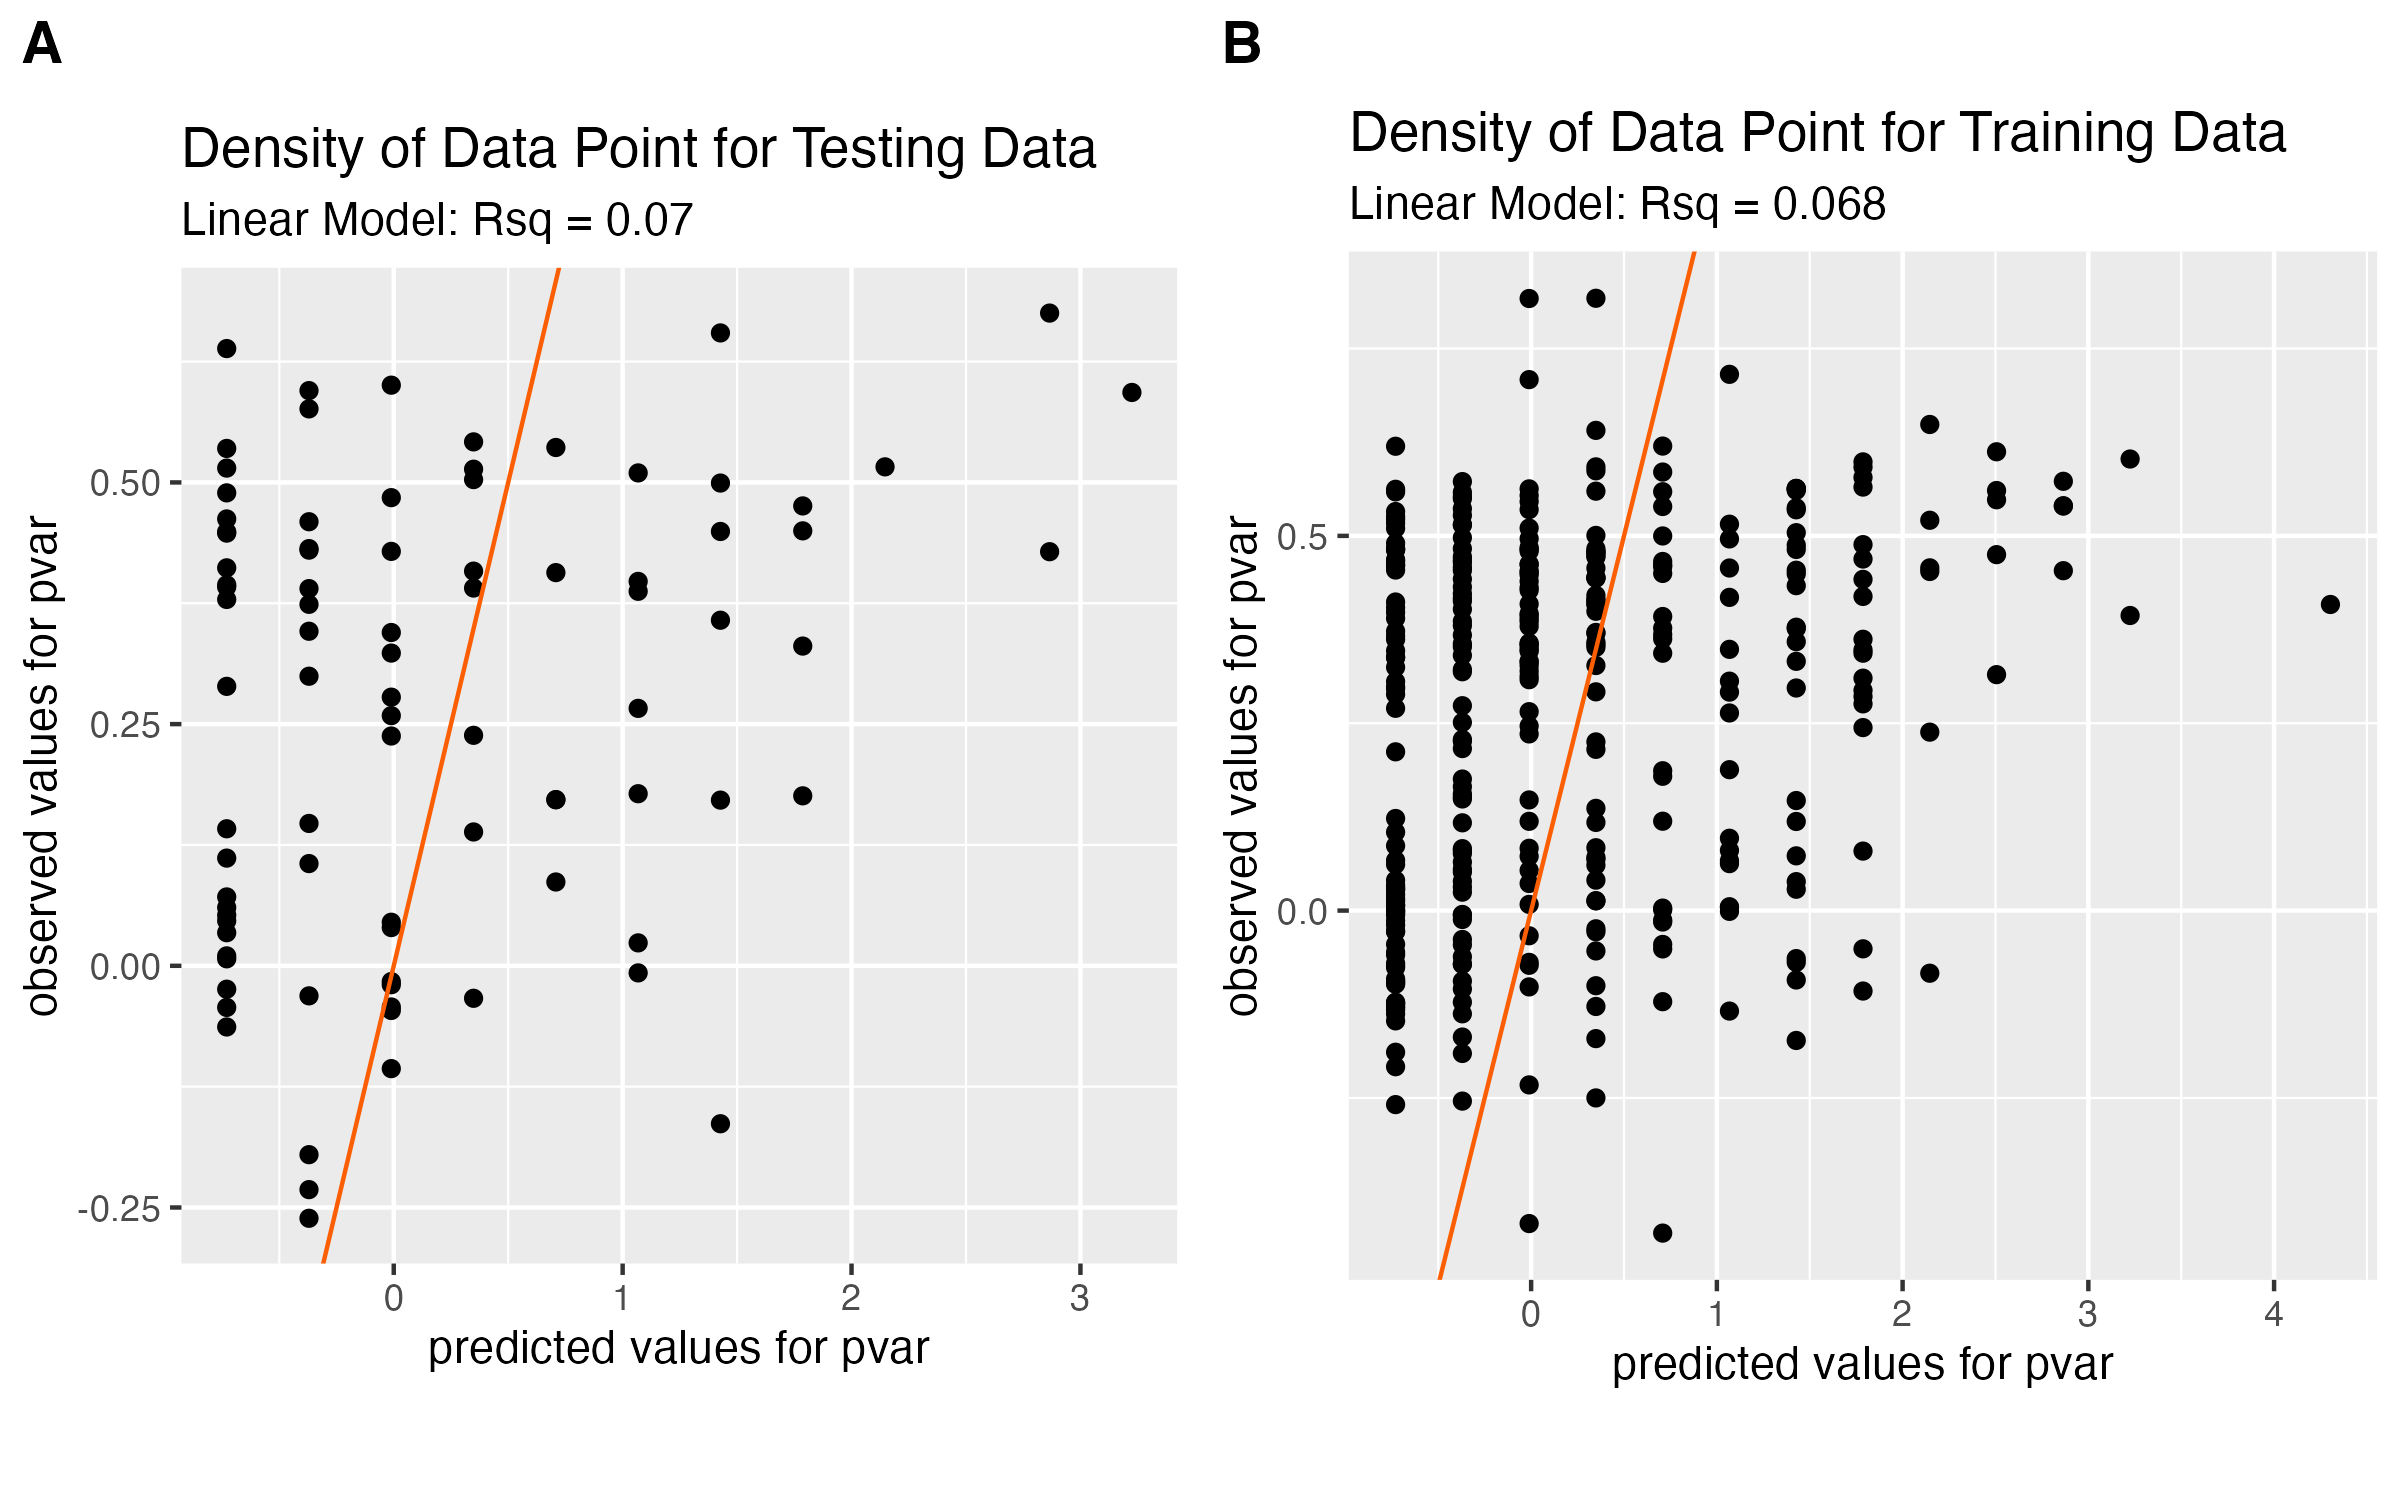 A
Density of Data Point for Testing Data
Linear Model: Rsq = 0.07
observed values for pvar
0.50
0.25
0.00
-0.25
0
1
2
3
predicted values for pvar
B
Density of Data Point for Training Data
Linear Model: Rsq = 0.068
observed values for pvar
0.5
0.0
0
1
2
3
4
predicted values for pvar